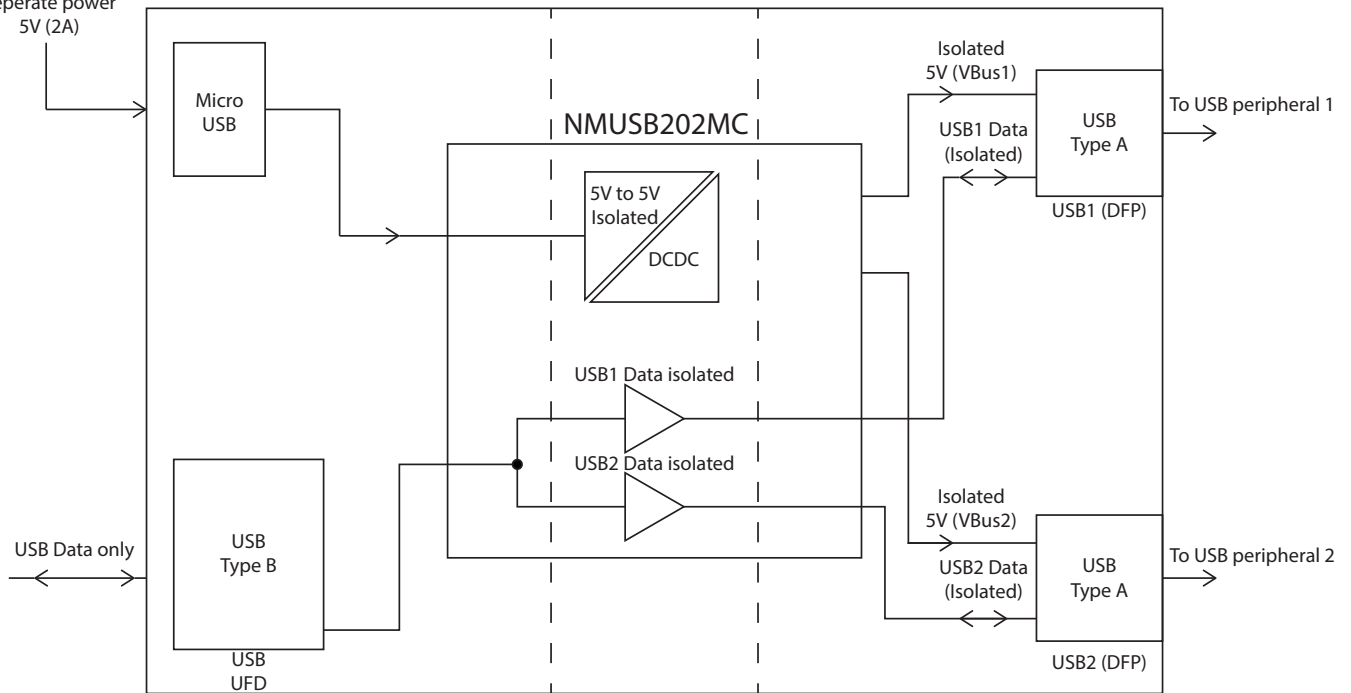 eperate power
5V (2A)
Micro
USB
NMUSB202MC
5V to 5V
Isolated
DCDC
Isolated
5V (VBus1)
USB1 Data
(Isolated)
USB
Type A
USB1 (DFP)
To USB peripheral 1
USB1 Data isolated
USB2 Data isolated
USB Data only
USB
Type B
USB
UFD
Isolated
5V (VBus2)
USB2 Data
(Isolated)
USB
Type A
USB2 (DFP)
To USB peripheral 2